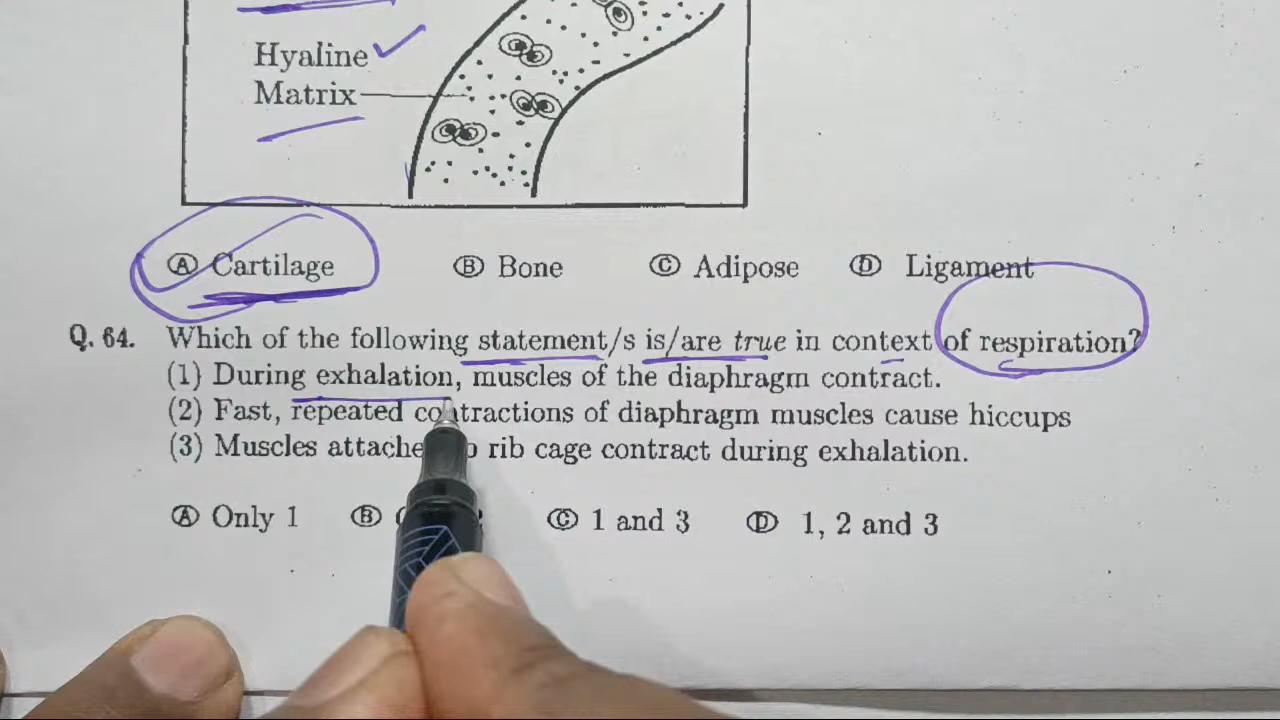 Hyaline
Matrix
Ⓐ Cartilage Ⓑ Bone Ⓒ Adipose Ⓓ Ligament
Q. 64. Which of the following statement/s is/are true in context of respiration?
(1) During exhalation, muscles of the diaphragm contract.
(2) Fast, repeated contractions of diaphragm muscles cause hiccups
(3) Muscles rib cage contract during exhalation.
Ⓐ Only 1 Ⓑ Ⓒ 1 and 3 Ⓓ 1, 2 and 3